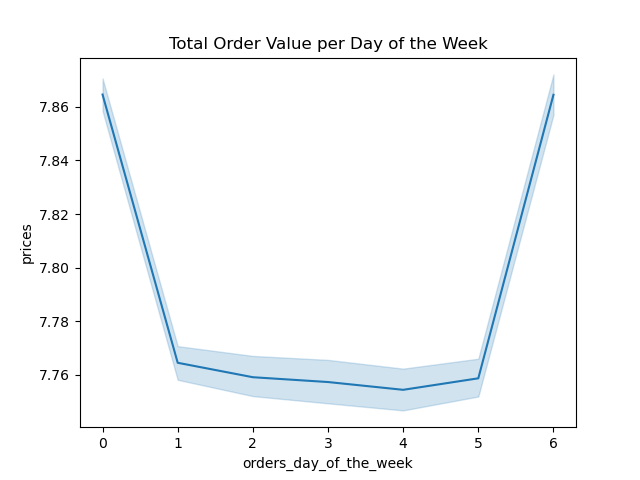 Total Order Value per Day of the Week
7.86
7.84
7.82
7.80
7.78
7.76
prices
0 1 2 3 4 5 6
orders_day_of_the_week